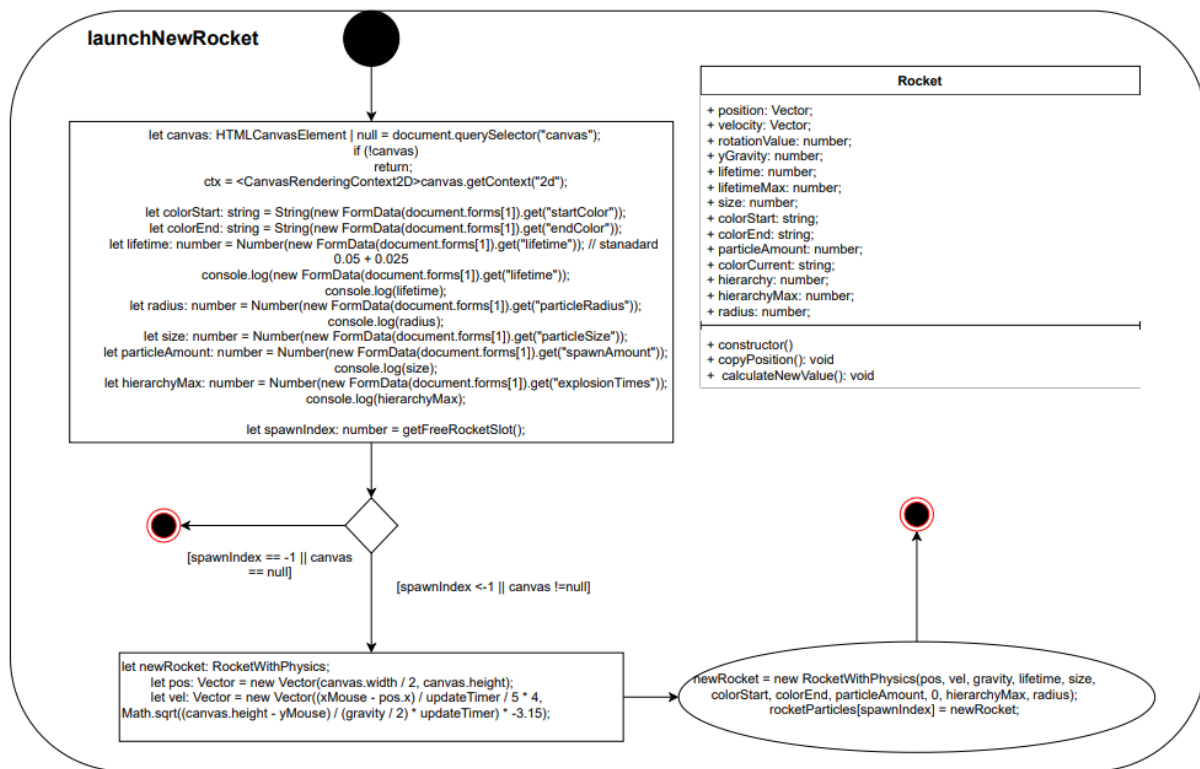 launchNewRocket
let canvas: HTMLCanvasElement | null = document.querySelector("canvas");
if (!canvas)
return;
ctx = <CanvasRenderingContext2D>canvas.getContext("2d");
let colorStart: string = String(new FormData(document.forms[1]).get("startColor"));
let colorEnd: string = String(new FormData(document.forms[1]).get("endColor"));
let lifetime: number = Number(new FormData(document.forms[1]).get("lifetime")); // stanadard
0.05 + 0.025
console.log(new FormData(document.forms[1]).get("lifetime"));
console.log(lifetime);
let radius: number = Number(new FormData(document.forms[1]).get("particleRadius"));
console.log(radius);
let size: number = Number(new FormData(document.forms[1]).get("particleSize"));
let particleAmount: number = Number(new FormData(document.forms[1]).get("spawnAmount"));
console.log(size);
let hierarchyMax: number = Number(new FormData(document.forms[1]).get("explosionTimes"));
console.log(hierarchyMax);
let spawnIndex: number = getFreeRocketSlot();
Rocket
+ position: Vector;
+ velocity: Vector;
+ rotationValue: number;
+ yGravity: number;
+ lifetime: number;
+ lifetimeMax: number;
+ size: number;
+ colorStart: string;
+ colorEnd: string;
+ particleAmount: number;
+ colorCurrent: string;
+ hierarchy: number;
+ hierarchyMax: number;
+ radius: number;
+ constructor()
+ copyPosition(): void
+ calculateNewValue(): void
[spawnIndex == -1 || canvas
== null]
[spawnIndex <-1 || canvas !=null]
let newRocket: RocketWithPhysics;
let pos: Vector = new Vector(canvas.width / 2, canvas.height);
let vel: Vector = new Vector((xMouse - pos.x) / updateTimer / 5 * 4,
Math.sqrt((canvas.height - yMouse) / (gravity / 2) * updateTimer) * -3.15);
newRocket = new RocketWithPhysics(pos, vel, gravity, lifetime, size,
colorStart, colorEnd, particleAmount, 0, hierarchyMax, radius);
rocketParticles[spawnIndex] = newRocket;